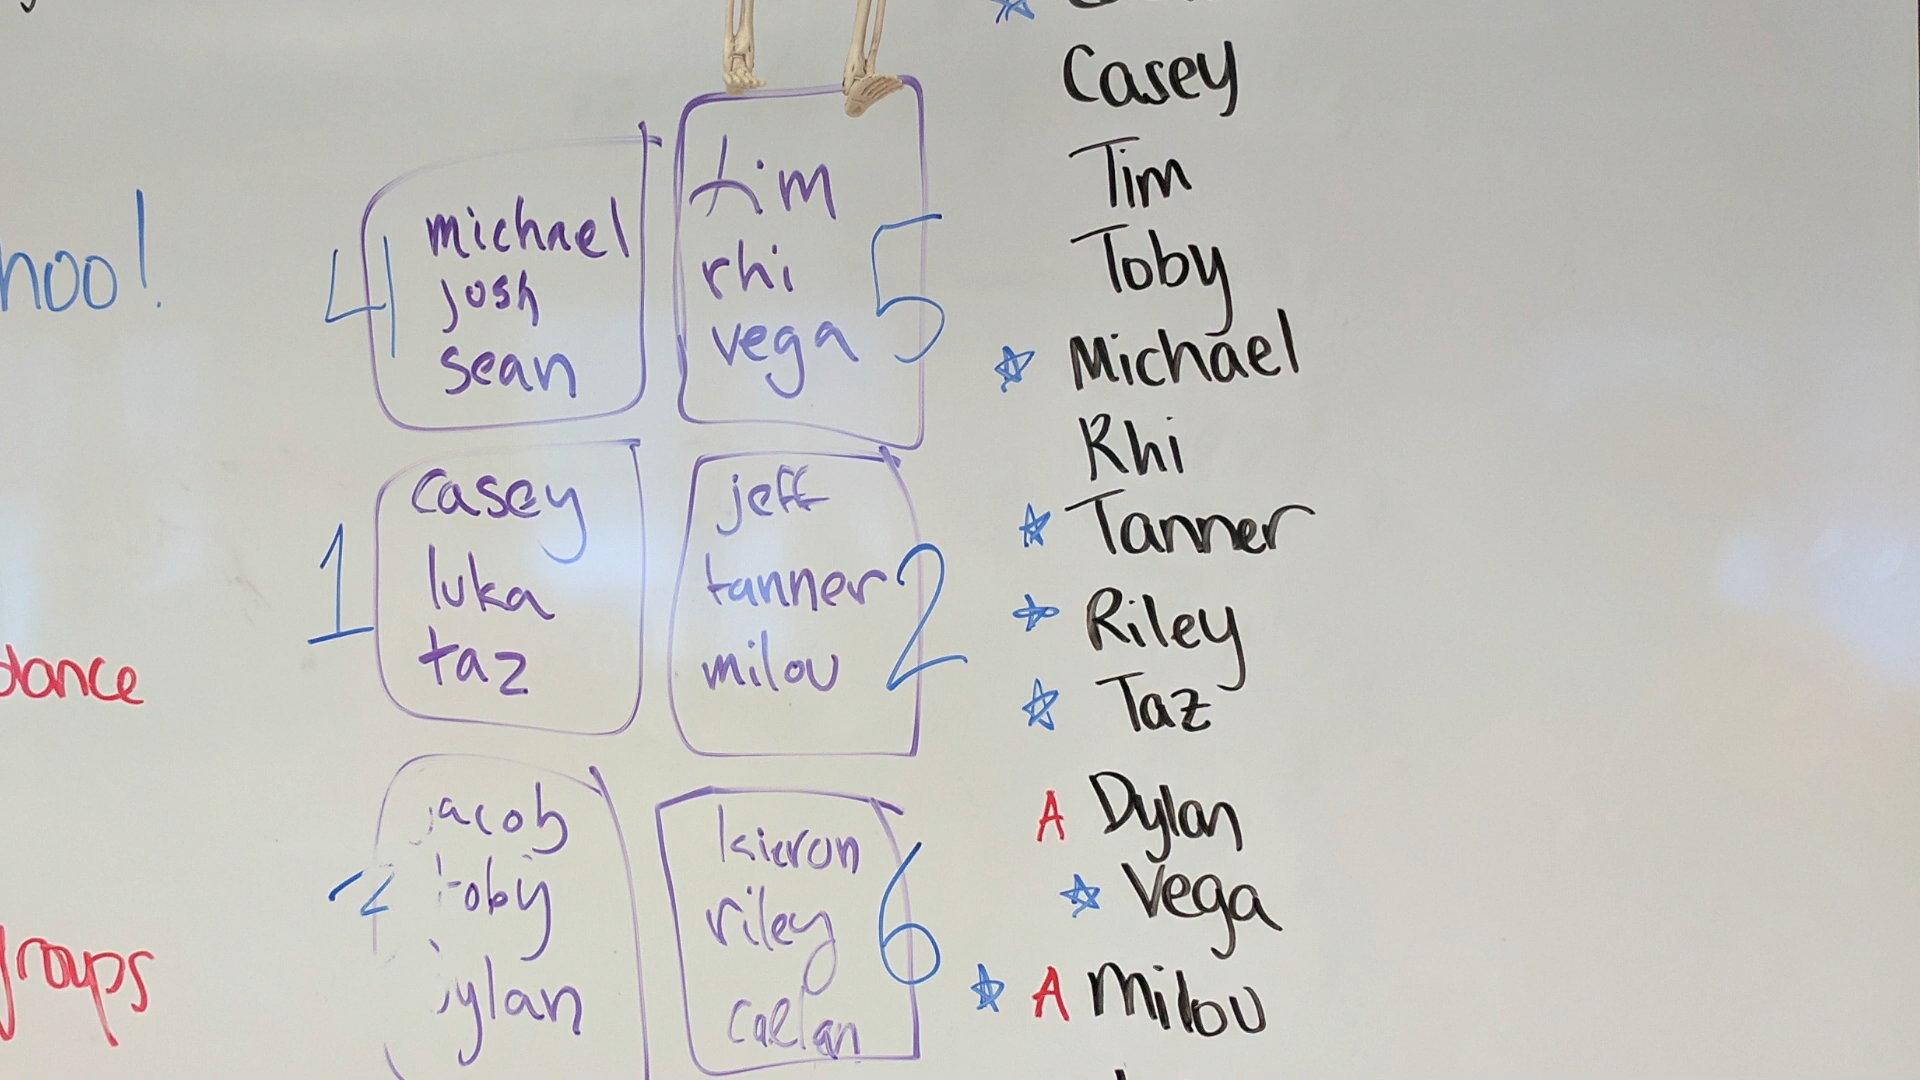 hoo!
dance
groups
4
michael
josh
sean
tim
rhi
vega
5
1
casey
luka
taz
jeff
tanner
milou
2
jacob
toby
ylan
kieron
riley
caelan
6
Casey
Tim
Toby
Michael
Rhi
Tanner
Riley
Taz
A Dylan
Vega
A Milou